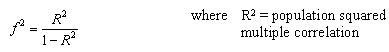 f² = R² / (1 − R²) where R² = population squared
multiple correlation